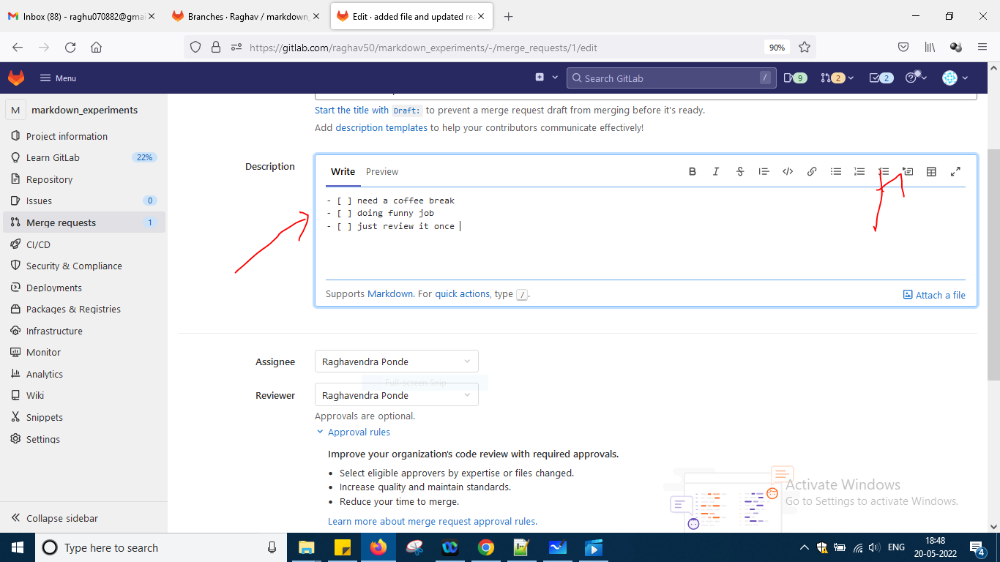 Inbox (88) - raghu070882@gmai
Branches · Raghav / markdown_
Edit · added file and updated rea
https://gitlab.com/raghav50/markdown_experiments/-/merge_requests/1/edit
90%
Menu
Search GitLab
/
9
2
2
M markdown_experiments
Project information
Learn GitLab 22%
Repository
Issues 0
Merge requests 1
CI/CD
Security & Compliance
Deployments
Packages & Registries
Infrastructure
Monitor
Analytics
Wiki
Snippets
Settings
Collapse sidebar
Start the title with Draft: to prevent a merge request draft from merging before it's ready.
Add description templates to help your contributors communicate effectively!
Description
Write Preview
- [ ] need a coffee break
- [ ] doing funny job
- [ ] just review it once
Supports Markdown. For quick actions, type /.
Attach a file
Assignee
Raghavendra Ponde
Full-screen Snip
Reviewer
Raghavendra Ponde
Approvals are optional.
Approval rules
Improve your organization's code review with required approvals.
• Select eligible approvers by expertise or files changed.
• Increase quality and maintain standards.
• Reduce your time to merge.
Learn more about merge request approval rules.
Activate Windows
Go to Settings to activate Windows.
Type here to search
ENG
18:48
20-05-2022
4